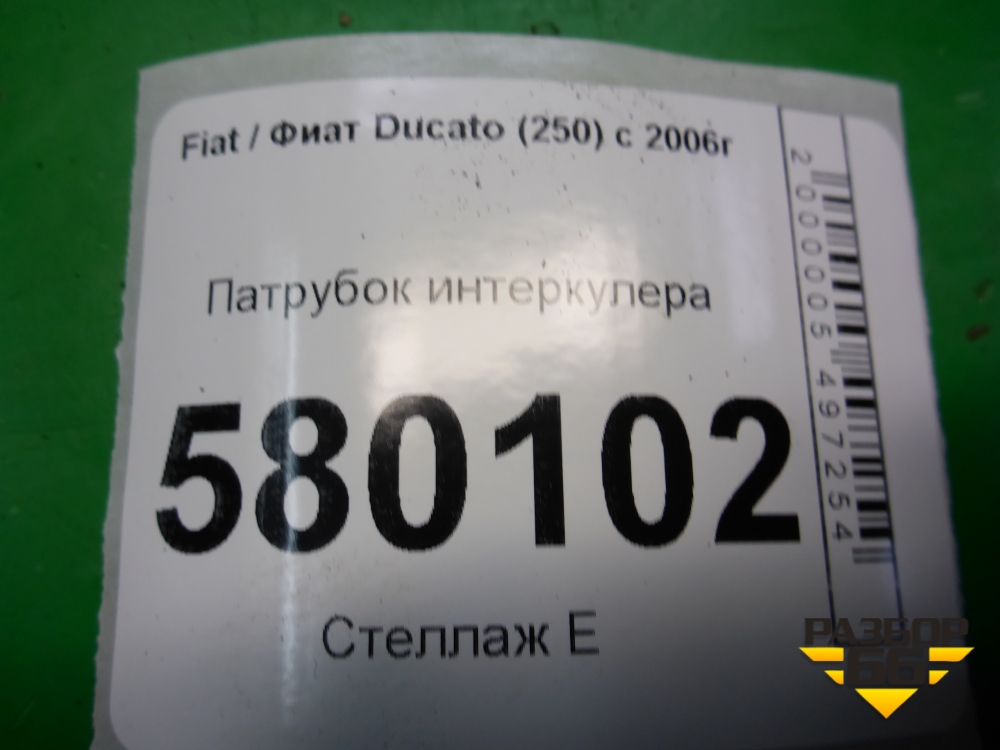 Fiat / Фиат Ducato (250) с 2006г
Патрубок интеркулера
580102
Стеллаж Е
2000005497254
РАЗБОР
66